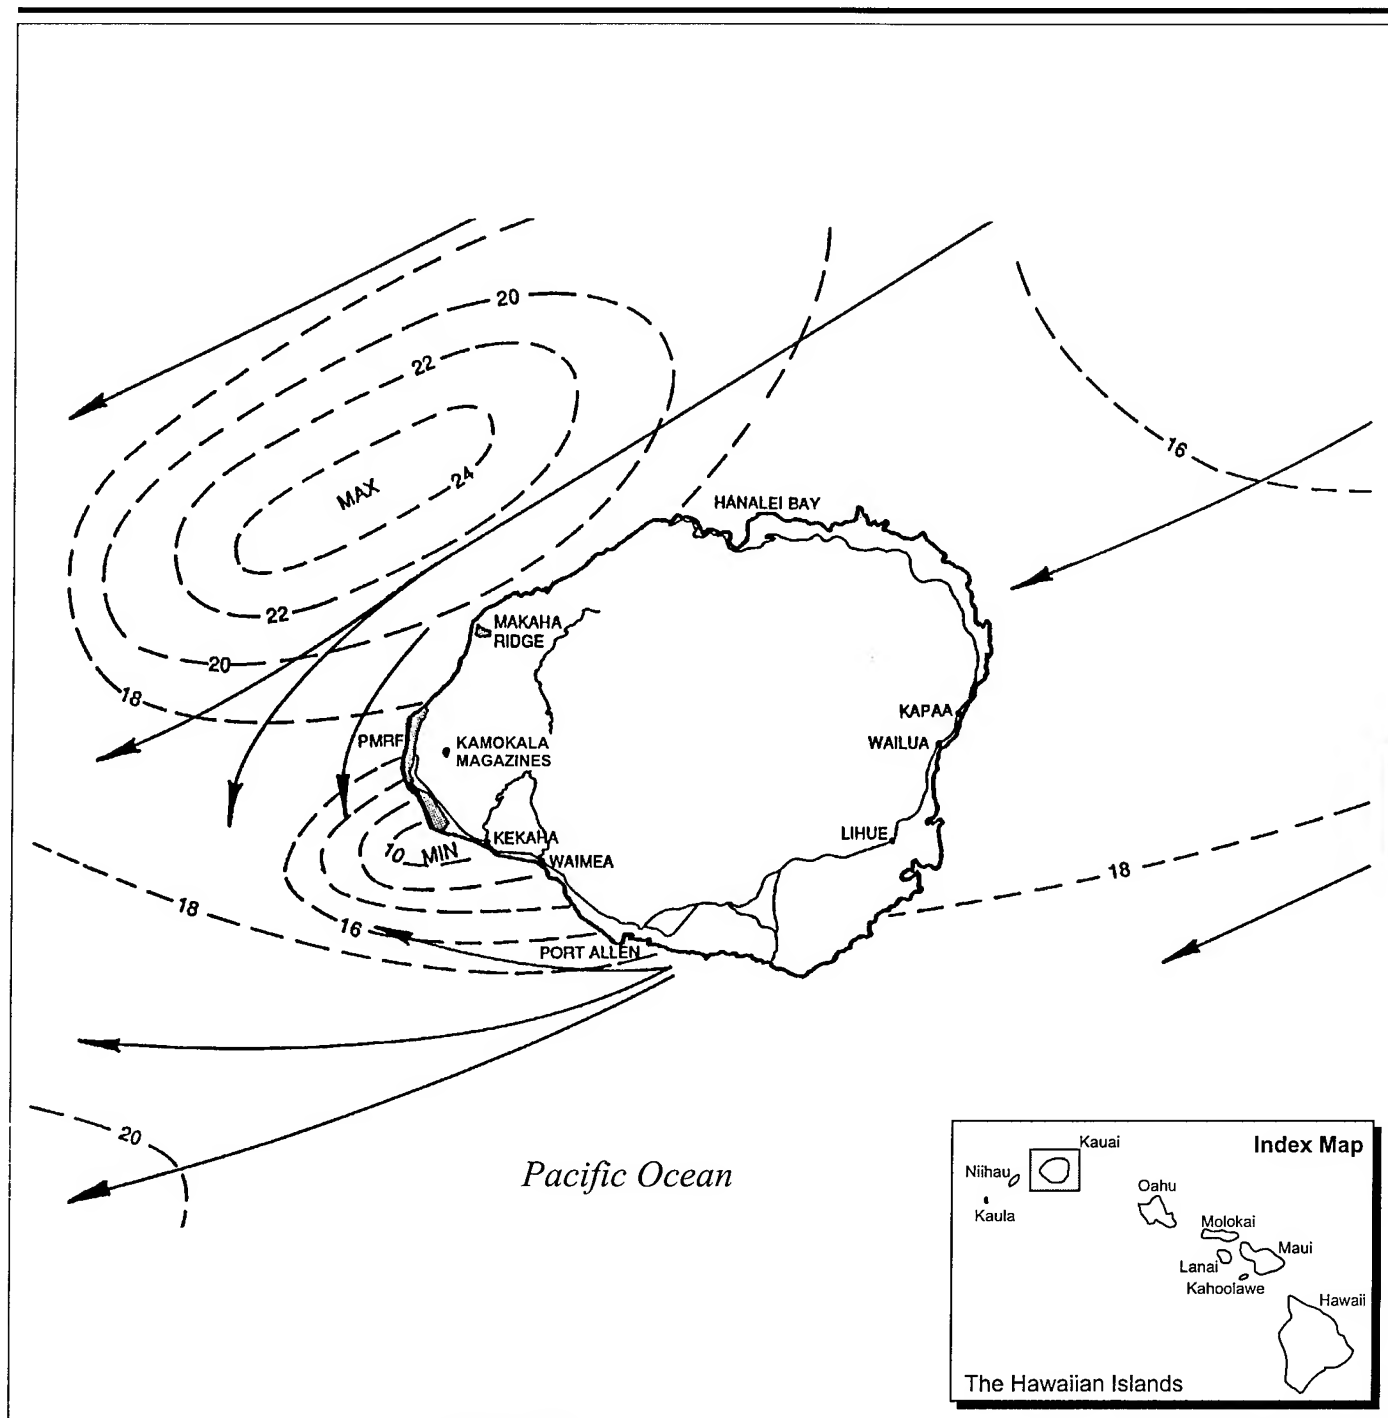 20
22
16
24
MAX
HANALEI BAY
22
MAKAHA
RIDGE
20
18
KAPAA
PMRF
KAMOKALA
MAGAZINES
WAILUA
LIHUE
KEKAHA
10
MIN
WAIMEA
18
18
16
PORT ALLEN
20
Pacific Ocean
Index Map
Kauai
Niihau
Kaula
Oahu
Molokai
Maui
Lanai
Kahoolawe
Hawaii
The Hawaiian Islands